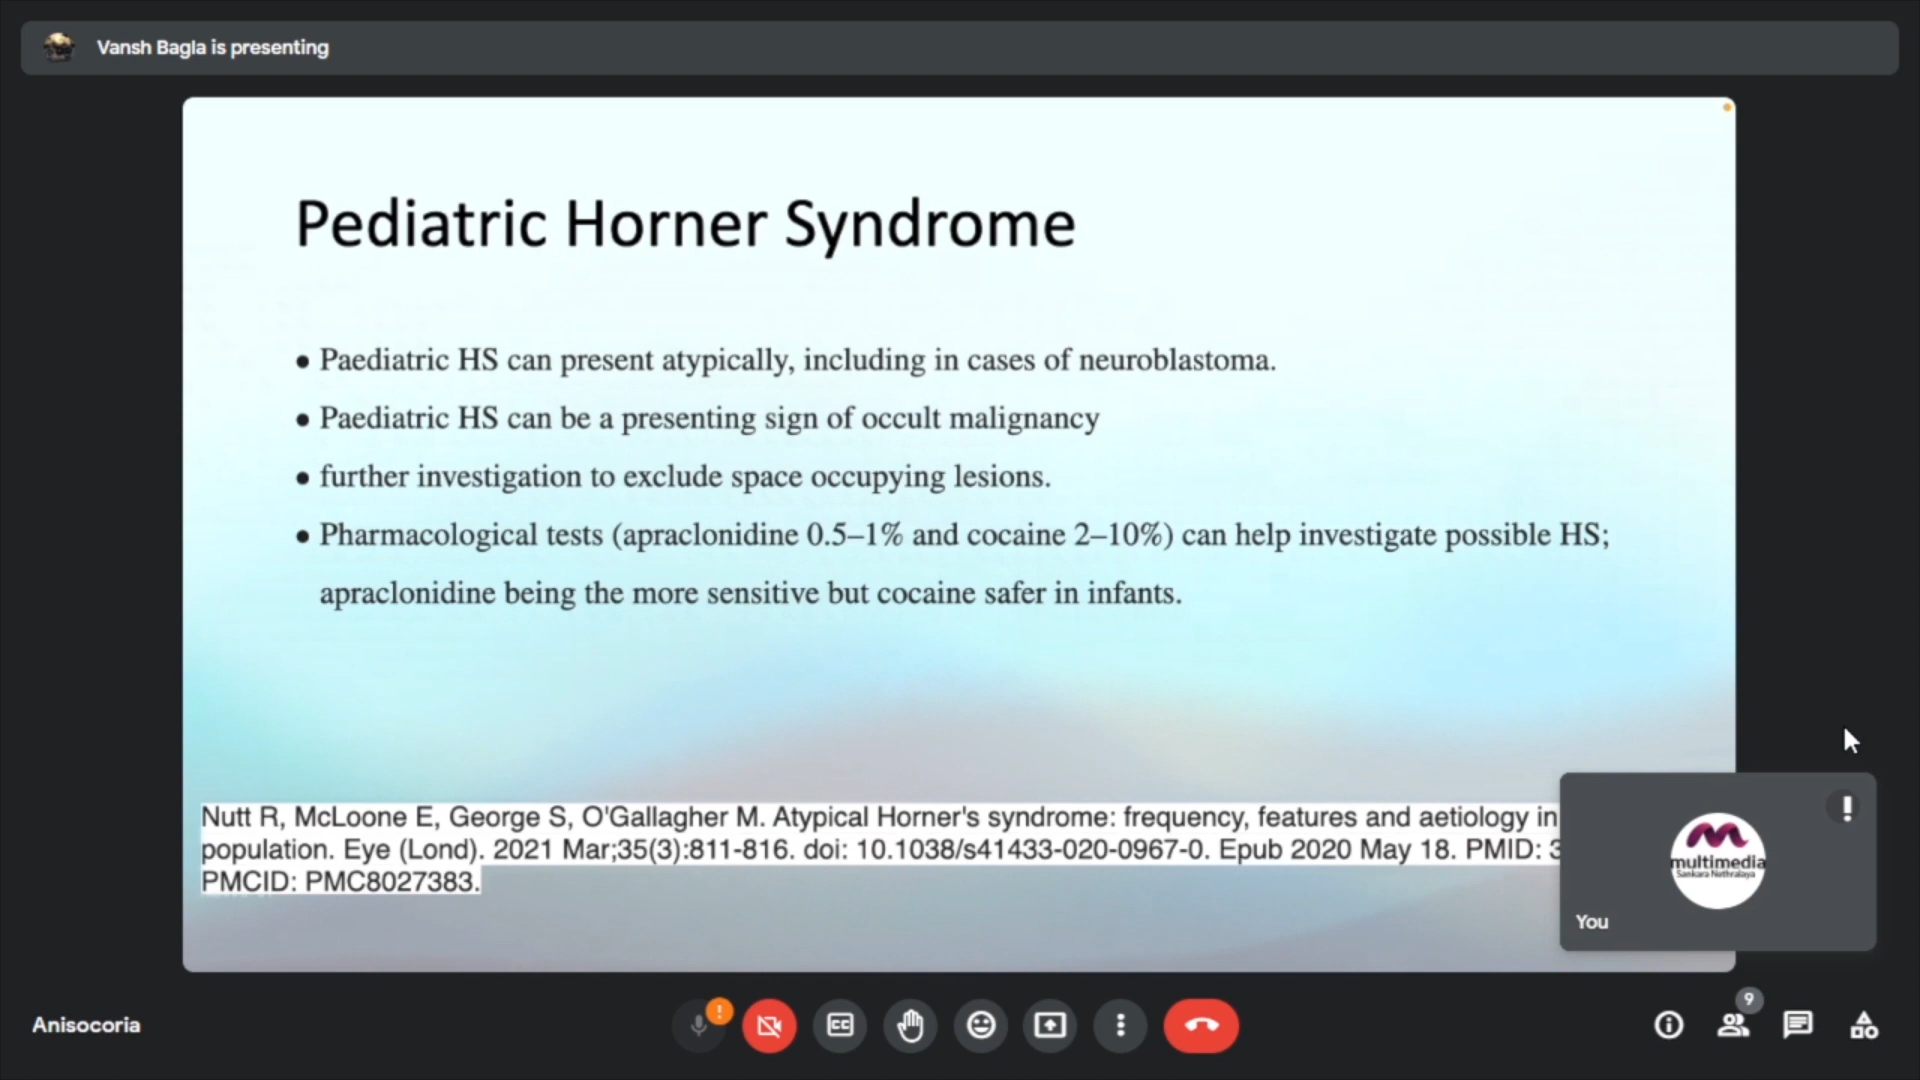 Vansh Bagla is presenting
Pediatric Horner Syndrome
• Paediatric HS can present atypically, including in cases of neuroblastoma.
• Paediatric HS can be a presenting sign of occult malignancy
• further investigation to exclude space occupying lesions.
• Pharmacological tests (apraclonidine 0.5–1% and cocaine 2–10%) can help investigate possible HS;
apraclonidine being the more sensitive but cocaine safer in infants.
Nutt R, McLoone E, George S, O'Gallagher M. Atypical Horner's syndrome: frequency, features and aetiology in
population. Eye (Lond). 2021 Mar;35(3):811-816. doi: 10.1038/s41433-020-0967-0. Epub 2020 May 18. PMID: 3
PMCID: PMC8027383.
multimedia
Sankara Nethralaya
You
Anisocoria
CC
9